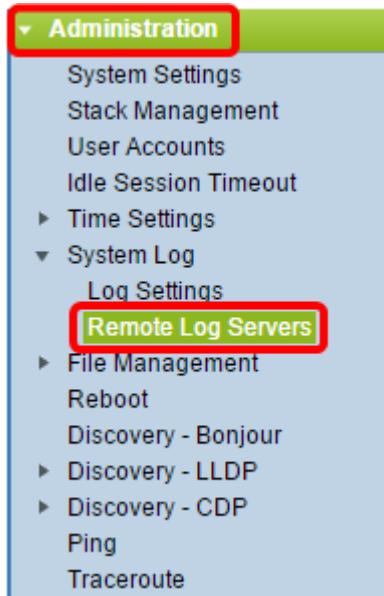 Administration
System Settings
Stack Management
User Accounts
Idle Session Timeout
Time Settings
System Log
Log Settings
Remote Log Servers
File Management
Reboot
Discovery - Bonjour
Discovery - LLDP
Discovery - CDP
Ping
Traceroute